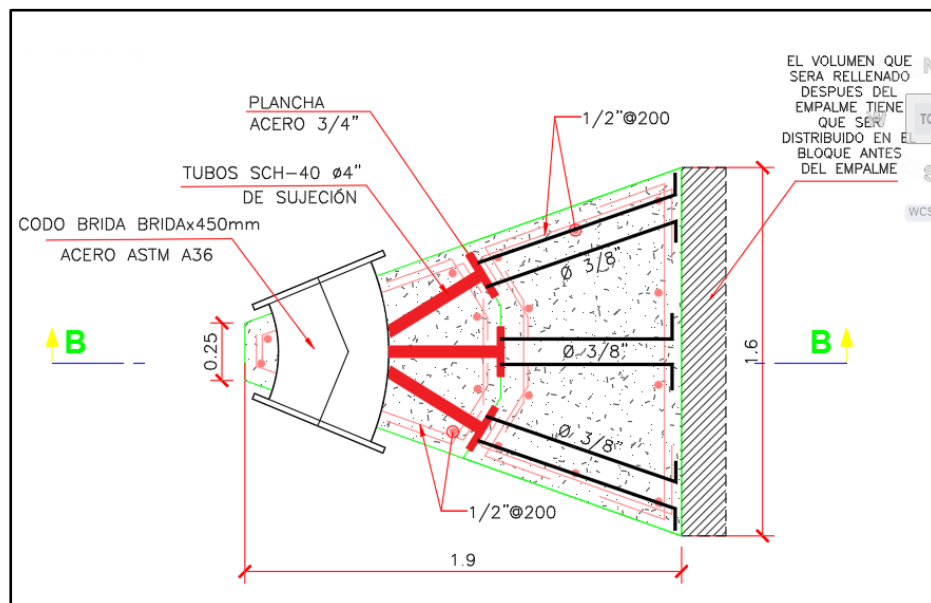 EL VOLUMEN QUE
SERA RELLENADO
DESPUES DEL
EMPALME TIENE
QUE SER
DISTRIBUIDO EN EL
BLOQUE ANTES
DEL EMPALME
PLANCHA
ACERO 3/4"
1/2"@200
TUBOS SCH-40 ø4"
DE SUJECIÓN
CODO BRIDA BRIDAx450mm
ACERO ASTM A36
Ø 3/8"
B
0.25
Ø 3/8"
1.6
B
Ø 3/8"
1/2"@200
1.9
N
W
TO
S
WCS